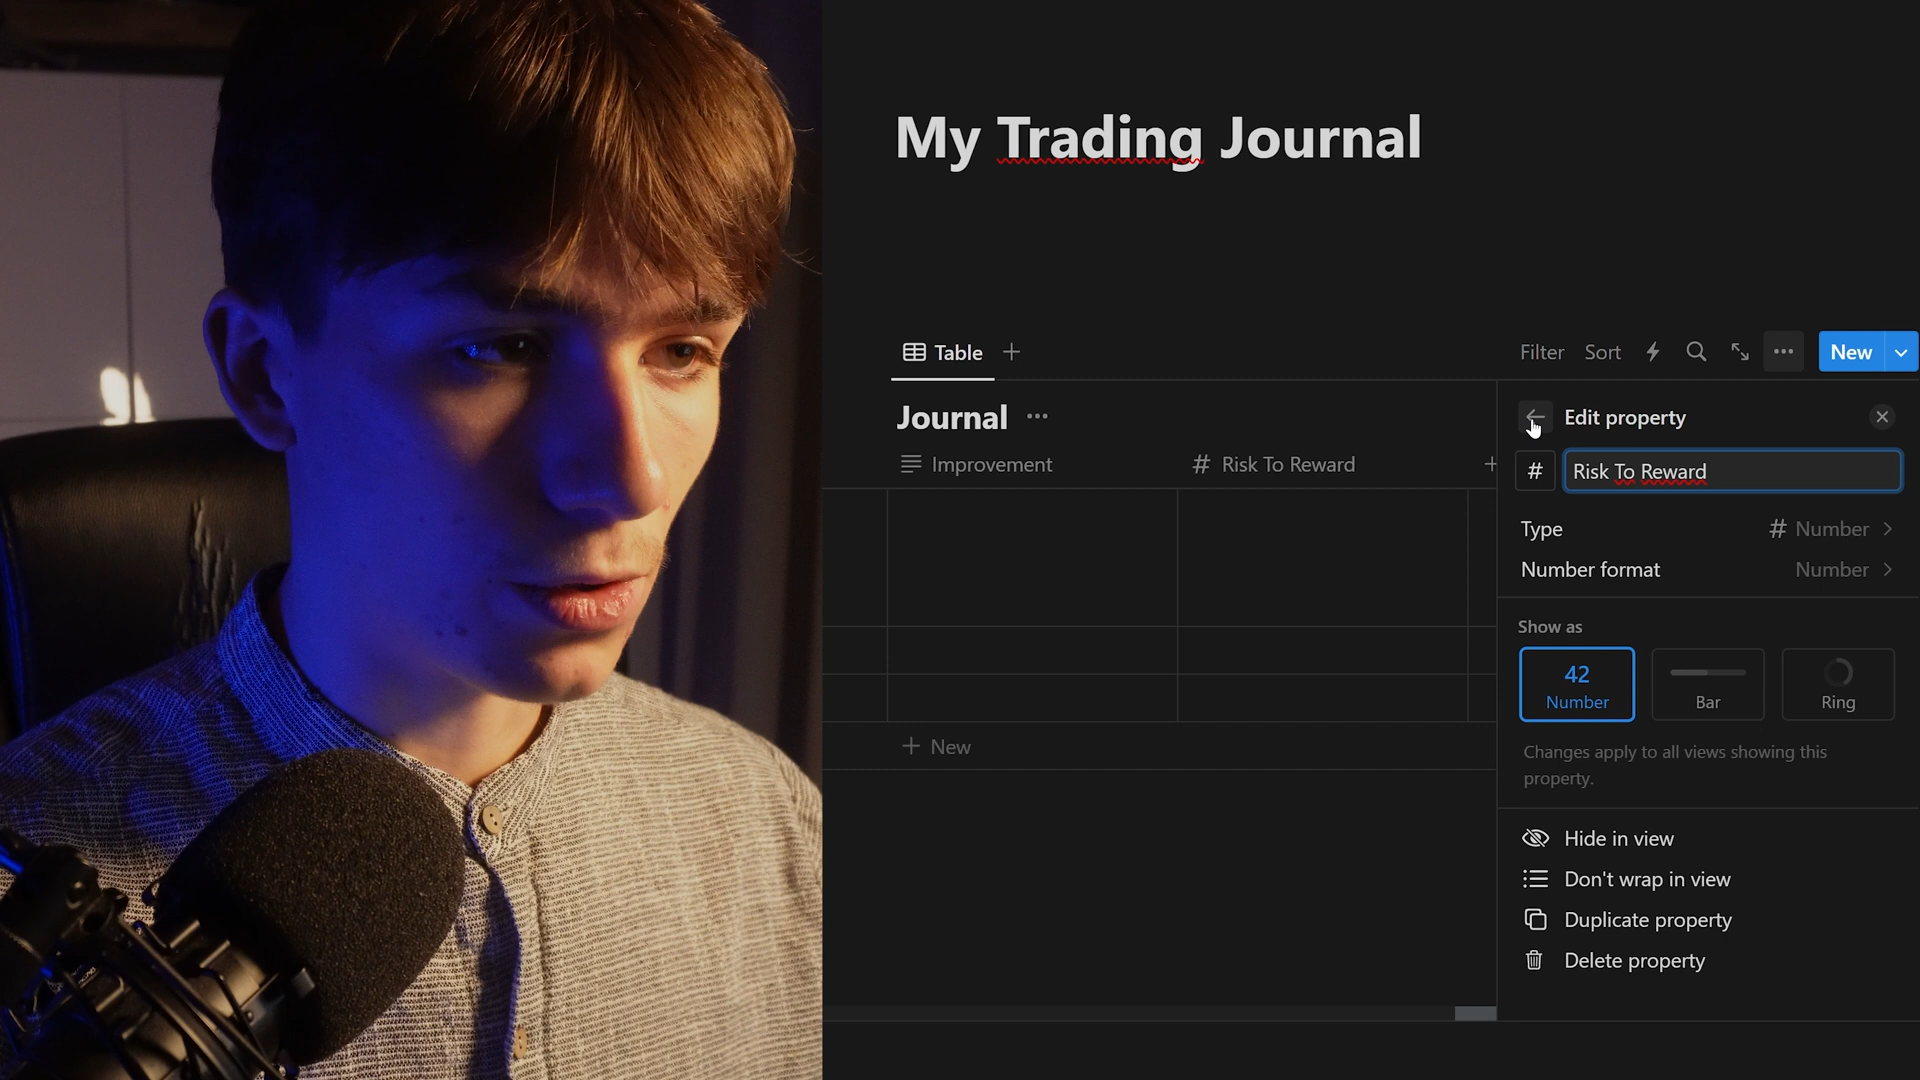 My Trading Journal
Table
Filter Sort New
Journal
Edit property
Improvement
Risk To Reward
Risk To Reward
Type
Number
Number format
Number
Show as
42
Number
Bar
Ring
Changes apply to all views showing this
property.
New
Hide in view
Don't wrap in view
Duplicate property
Delete property